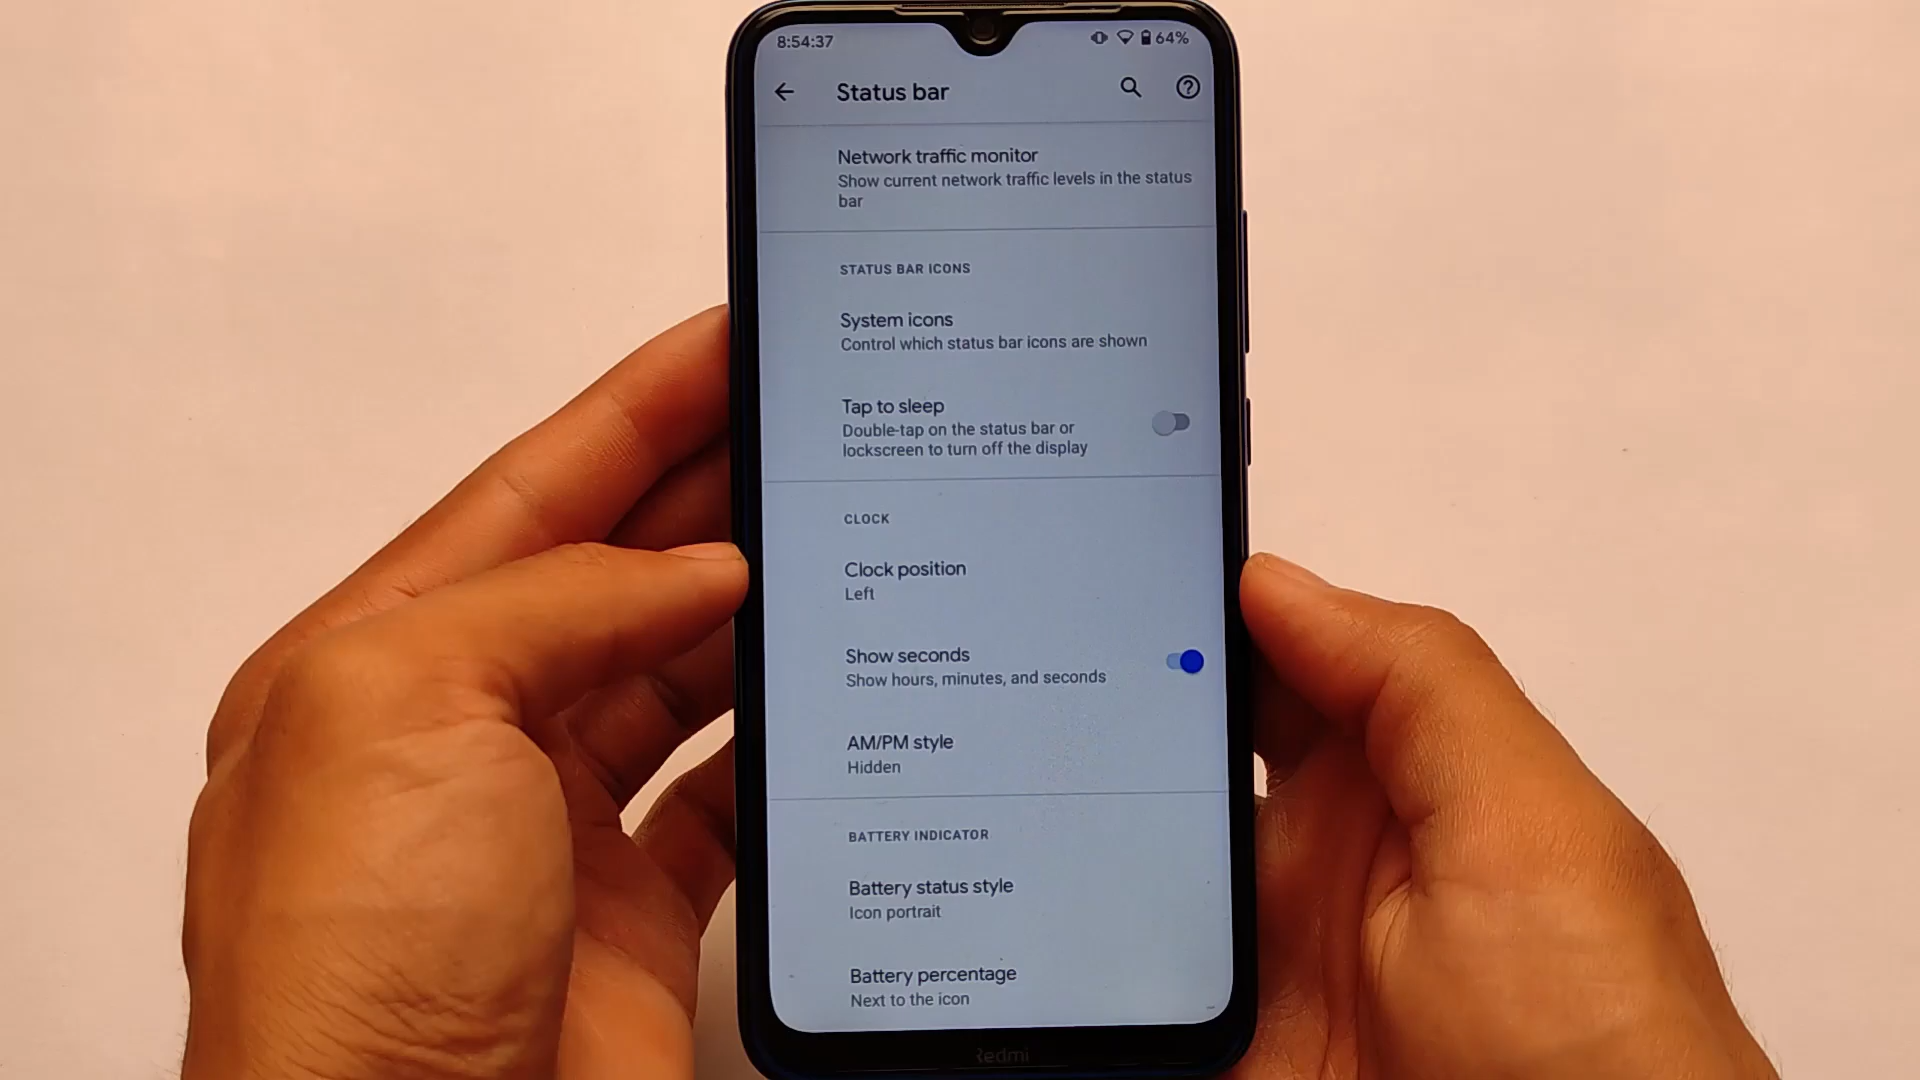 8:54:37 64%
Status bar
Network traffic monitor
Show current network traffic levels in the status
bar
STATUS BAR ICONS
System icons
Control which status bar icons are shown
Tap to sleep
Double-tap on the status bar or
lockscreen to turn off the display
CLOCK
Clock position
Left
Show seconds
Show hours, minutes, and seconds
AM/PM style
Hidden
BATTERY INDICATOR
Battery status style
Icon portrait
Battery percentage
Next to the icon
Redmi